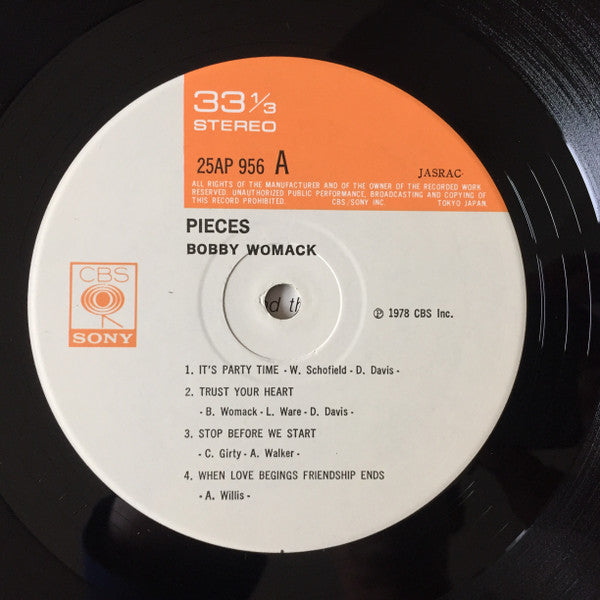 33 1/3
STEREO
25AP 956 A
JASRAC
ALL RIGHTS OF THE MANUFACTURER AND OF THE OWNER OF THE RECORDED WORK
RESERVED. UNAUTHORIZED PUBLIC PERFORMANCE. BROADCASTING AND COPYING OF
THIS RECORD PROHIBITED. CBS/SONY INC. TOKYO JAPAN.
PIECES
BOBBY WOMACK
CBS
SONY
℗ 1978 CBS Inc.
1. IT'S PARTY TIME - W. Schofield - D. Davis -
2. TRUST YOUR HEART
- B. Womack - L. Ware - D. Davis -
3. STOP BEFORE WE START
- C. Girty - A. Walker -
4. WHEN LOVE BEGINGS FRIENDSHIP ENDS
- A. Willis -